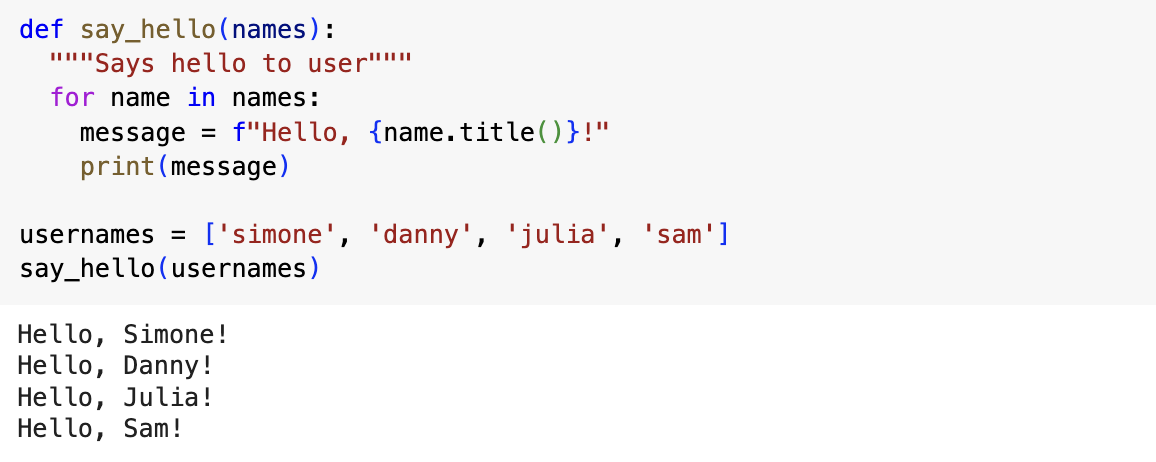 def say_hello(names):
  """Says hello to user"""
  for name in names:
    message = f"Hello, {name.title()}!"
    print(message)

usernames = ['simone', 'danny', 'julia', 'sam']
say_hello(usernames)
Hello, Simone!
Hello, Danny!
Hello, Julia!
Hello, Sam!